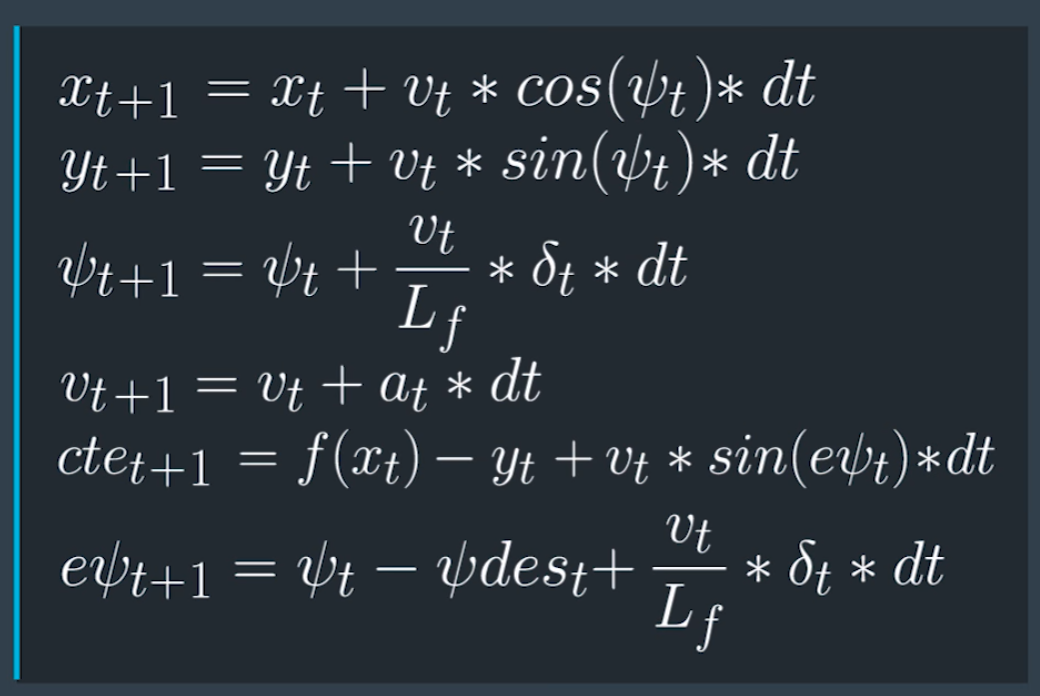 x_{t+1} = x_t + v_t * cos(ψ_t) * dt
y_{t+1} = y_t + v_t * sin(ψ_t) * dt
ψ_{t+1} = ψ_t + \frac{v_t}{L_f} * δ_t * dt
v_{t+1} = v_t + a_t * dt
cte_{t+1} = f(x_t) - y_t + v_t * sin(eψ_t) * dt
eψ_{t+1} = ψ_t - ψdes_t + \frac{v_t}{L_f} * δ_t * dt